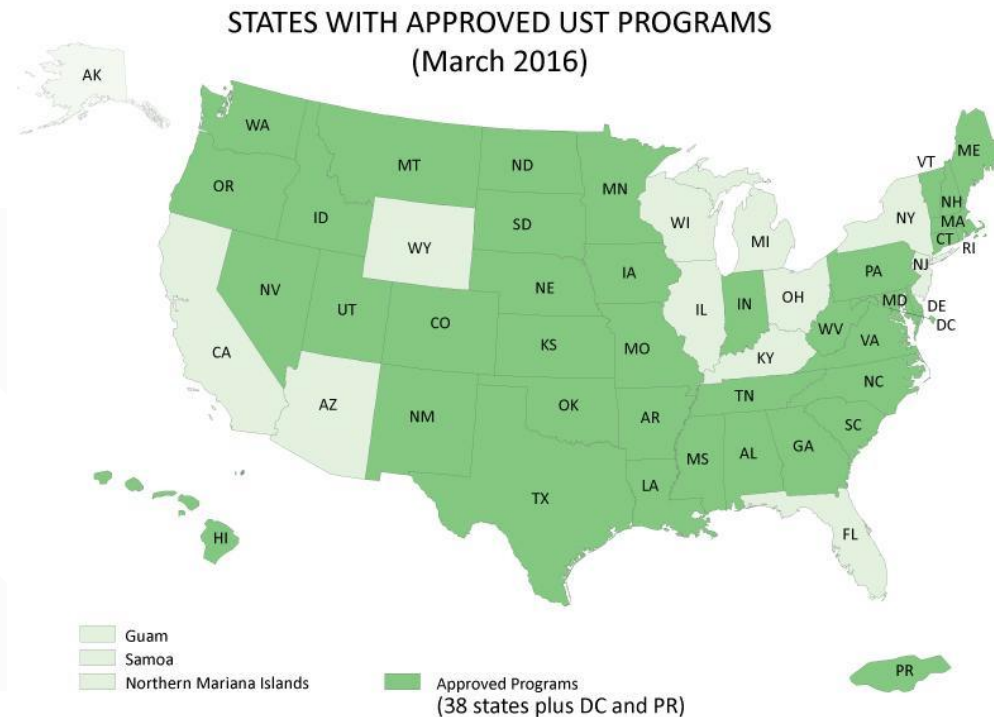 STATES WITH APPROVED UST PROGRAMS
(March 2016)
AK
WA
MT
ND
MN
VT
ME
OR
ID
SD
WI
MI
NY
NH
MA
CT
RI
WY
IA
NE
NV
UT
CO
IL
IN
OH
PA
NJ
MD
DE
DC
WV
VA
KS
MO
KY
CA
AZ
NM
OK
AR
TN
NC
SC
MS
AL
GA
TX
LA
FL
HI
Guam
Samoa
Northern Mariana Islands
Approved Programs
(38 states plus DC and PR)
PR